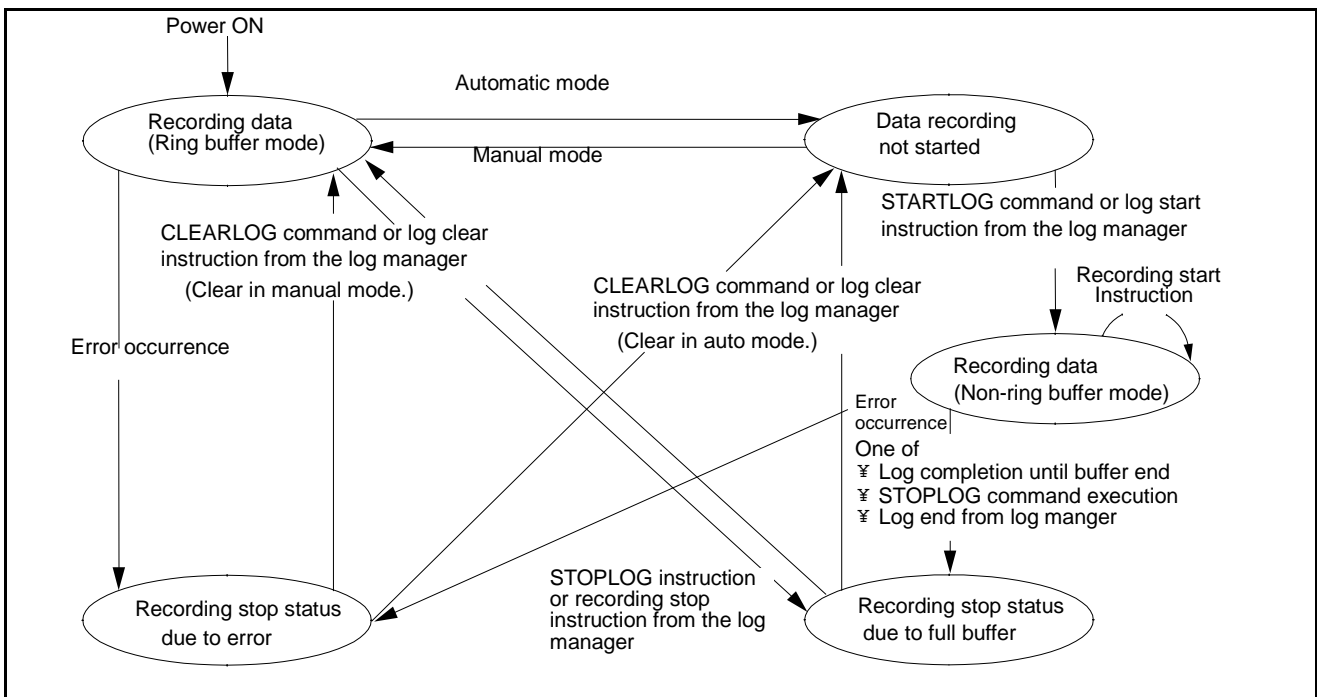 Power ON
Automatic mode
Recording data
(Ring buffer mode)
Data recording
not started
Manual mode
STARTLOG command or log start
instruction from the log manager
CLEARLOG command or log clear
instruction from the log manager
(Clear in manual mode.)
CLEARLOG command or log clear
instruction from the log manager
(Clear in auto mode.)
Recording start
Instruction
Error occurrence
Recording data
(Non-ring buffer mode)
Error
occurrence
One of
¥ Log completion until buffer end
¥ STOPLOG command execution
¥ Log end from log manger
STOPLOG instruction
or recording stop
instruction from the log
manager
Recording stop status
due to error
Recording stop status
due to full buffer